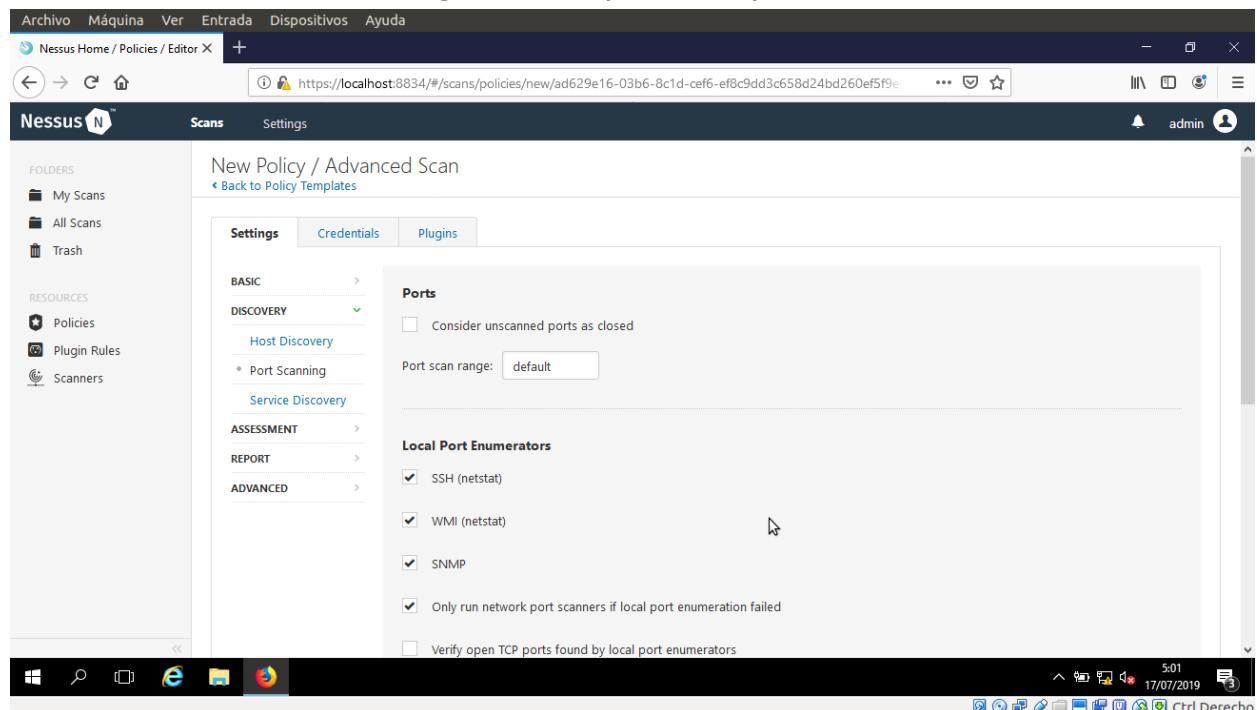 Archivo Máquina Ver Entrada Dispositivos Ayuda
Nessus Home / Policies / Editor
https://localhost:8834/#/scans/policies/new/ad629e16-03b6-8c1d-cef6-ef8c9dd3c658d24bd260ef5f9e
Nessus N™ Scans Settings admin
FOLDERS
My Scans
All Scans
Trash
RESOURCES
Policies
Plugin Rules
Scanners
New Policy / Advanced Scan
Back to Policy Templates
Settings Credentials Plugins
BASIC
DISCOVERY
Host Discovery
Port Scanning
Service Discovery
ASSESSMENT
REPORT
ADVANCED
Ports
Consider unscanned ports as closed
Port scan range: default
Local Port Enumerators
SSH (netstat)
WMI (netstat)
SNMP
Only run network port scanners if local port enumeration failed
Verify open TCP ports found by local port enumerators
5:01
17/07/2019
3
Ctrl Derecho